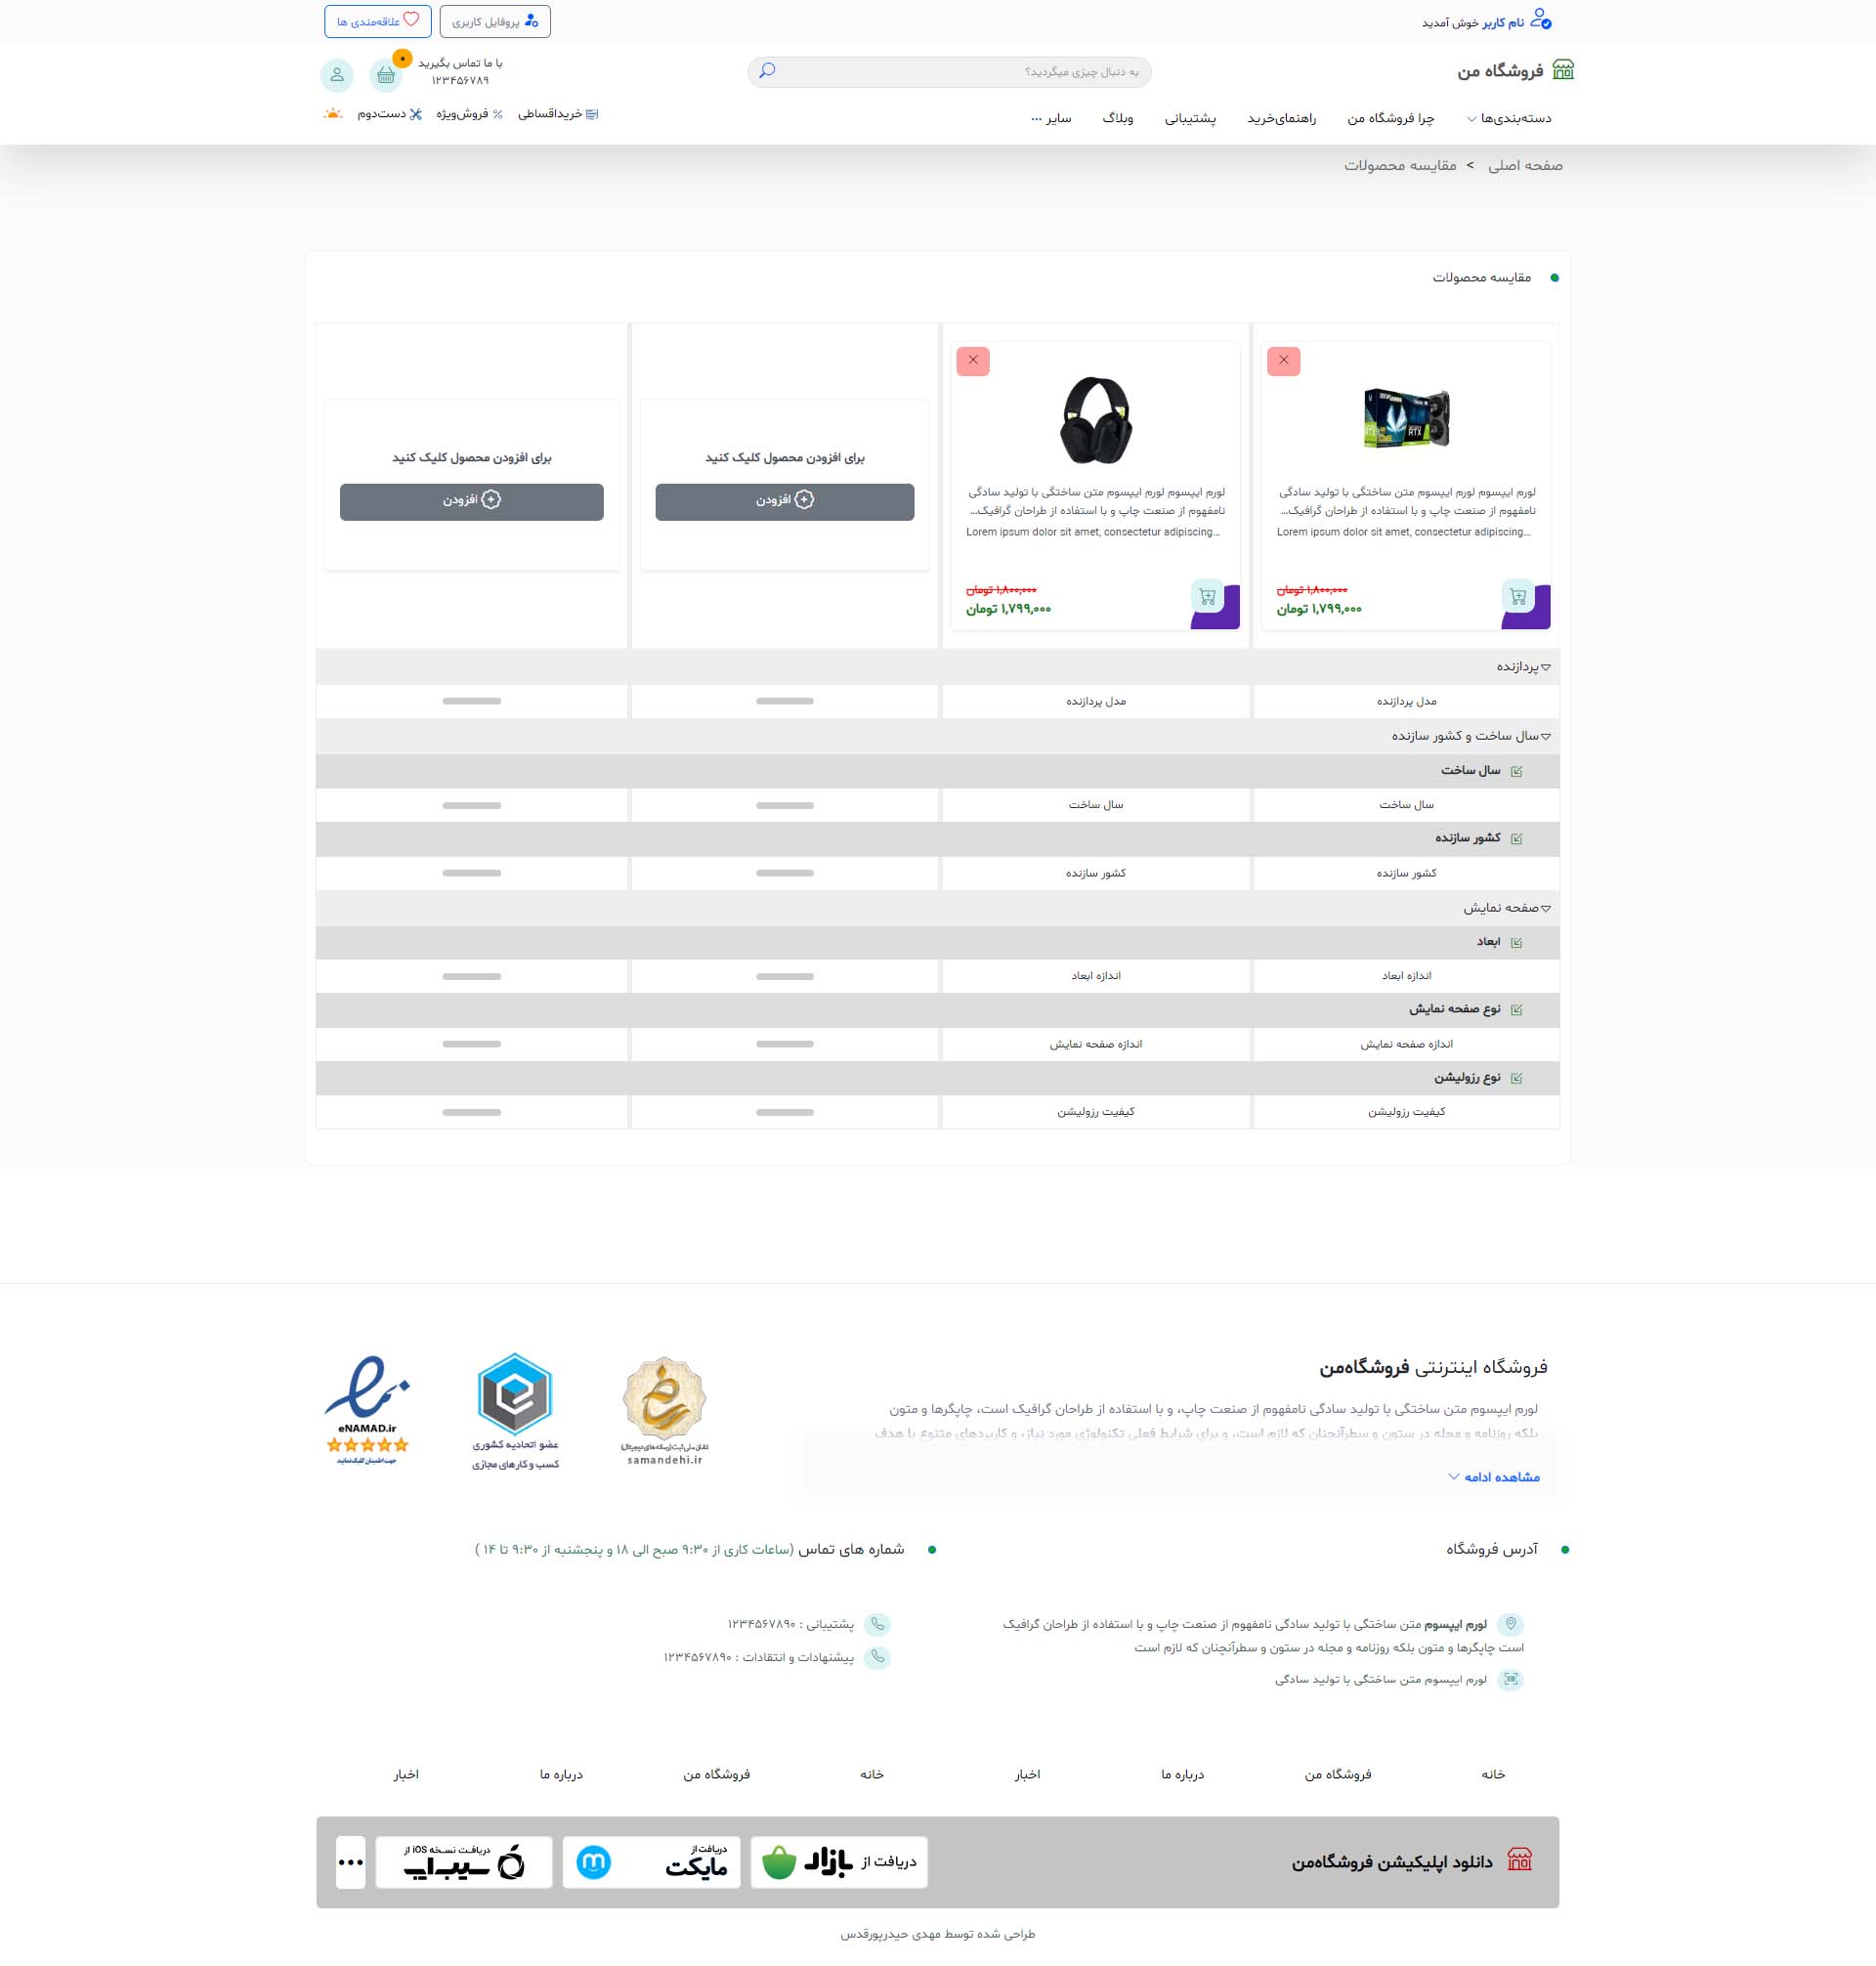 نام کاربر خوش آمدید
پروفایل کاربری
علاقه‌مندی ها
فروشگاه من
به دنبال چیزی میگردید؟
با ما تماس بگیرید
۱۲۳۴۵۶۷۸۹
۰
دسته‌بندی‌ها
چرا فروشگاه من
راهنمای‌خرید
پشتیبانی
وبلاگ
سایر ...
خریداقساطی
فروش‌ویژه
دست‌دوم
صفحه اصلی > مقایسه محصولات
مقایسه محصولات
لورم ایپسوم لورم ایپسوم متن ساختگی با تولید سادگی
نامفهوم از صنعت چاپ و با استفاده از طراحان گرافیک...
Lorem ipsum dolor sit amet, consectetur adipiscing...
۱,۸۰۰,۰۰۰ تومان
۱,۷۹۹,۰۰۰ تومان
لورم ایپسوم لورم ایپسوم متن ساختگی با تولید سادگی
نامفهوم از صنعت چاپ و با استفاده از طراحان گرافیک...
Lorem ipsum dolor sit amet, consectetur adipiscing...
۱,۸۰۰,۰۰۰ تومان
۱,۷۹۹,۰۰۰ تومان
برای افزودن محصول کلیک کنید
افزودن
برای افزودن محصول کلیک کنید
افزودن
پردازنده
مدل پردازنده
مدل پردازنده
سال ساخت و کشور سازنده
سال ساخت
سال ساخت
سال ساخت
کشور سازنده
کشور سازنده
کشور سازنده
صفحه نمایش
ابعاد
اندازه ابعاد
اندازه ابعاد
نوع صفحه نمایش
اندازه صفحه نمایش
اندازه صفحه نمایش
نوع رزولیشن
کیفیت رزولیشن
کیفیت رزولیشن
فروشگاه اینترنتی فروشگاه‌من
لورم ایپسوم متن ساختگی با تولید سادگی نامفهوم از صنعت چاپ، و با استفاده از طراحان گرافیک است، چاپگرها و متون
بلکه روزنامه و مجله در ستون و سطرآنچنان که لازم است، و برای شرایط فعلی تکنولوژی مورد نیاز، و کاربردهای متنوع با هدف
مشاهده ادامه
نشان ملی ثبت (رسانه های دیجیتال)
samandehi.ir
عضو اتحادیه کشوری
کسب و کارهای مجازی
eNAMAD.ir
جهت اطمینان کلیک نمایید
آدرس فروشگاه
لورم ایپسوم متن ساختگی با تولید سادگی نامفهوم از صنعت چاپ و با استفاده از طراحان گرافیک
است چاپگرها و متون بلکه روزنامه و مجله در ستون و سطرآنچنان که لازم است
لورم ایپسوم متن ساختگی با تولید سادگی
شماره های تماس (ساعات کاری از ۹:۳۰ صبح الی ۱۸ و پنجشنبه از ۹:۳۰ تا ۱۴ )
پشتیبانی : ۱۲۳۴۵۶۷۸۹۰
پیشنهادات و انتقادات : ۱۲۳۴۵۶۷۸۹۰
خانه
فروشگاه من
درباره ما
اخبار
خانه
فروشگاه من
درباره ما
اخبار
دانلود اپلیکیشن فروشگاه‌من
دریافت از بازار
دریافت از
مایکت
دریافت نسخه iOS از
سیب‌اپ
طراحی شده توسط مهدی حیدرپورقدس